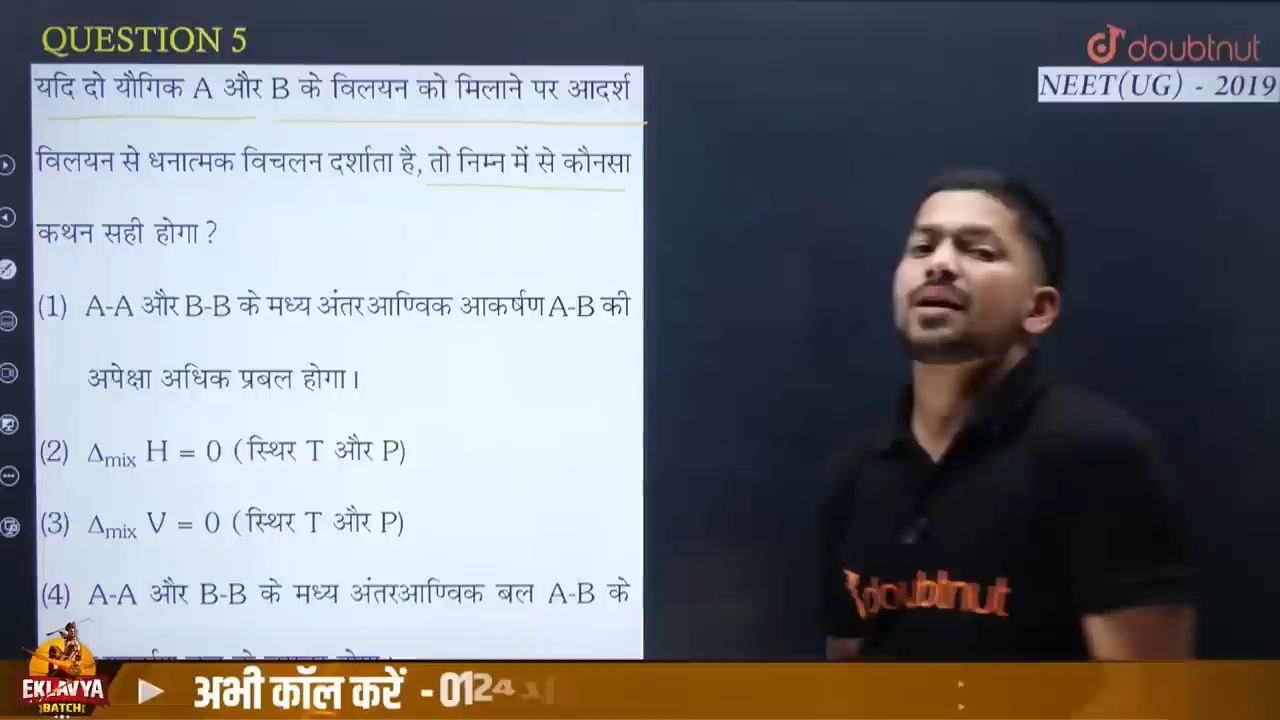 QUESTION 5
doubtnut
NEET(UG) - 2019
यदि दो यौगिक A और B के विलयन को मिलाने पर आदर्श
विलयन से धनात्मक विचलन दर्शाता है, तो निम्न में से कौनसा
कथन सही होगा ?
(1) A-A और B-B के मध्य अंतरआण्विक आकर्षण A-B की
अपेक्षा अधिक प्रबल होगा।
(2) Δmix H = 0 (स्थिर T और P)
(3) Δmix V = 0 (स्थिर T और P)
(4) A-A और B-B के मध्य अंतरआण्विक बल A-B के
doubtnut
EKLAVYA
BATCH
अभी कॉल करें - 0124